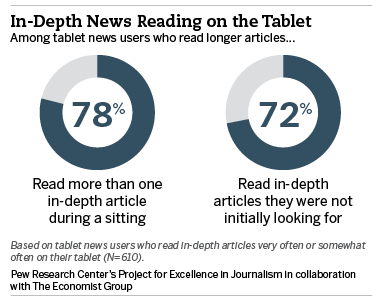 In-Depth News Reading on the Tablet
Among tablet news users who read longer articles...
78%
72%
Read more than one
in-depth article
during a sitting
Read in-depth
articles they were not
initially looking for
Based on tablet news users who read in-depth articles very often or somewhat
often on their tablet (N=610).
Pew Research Center's Project for Excellence in Journalism in collaboration
with The Economist Group